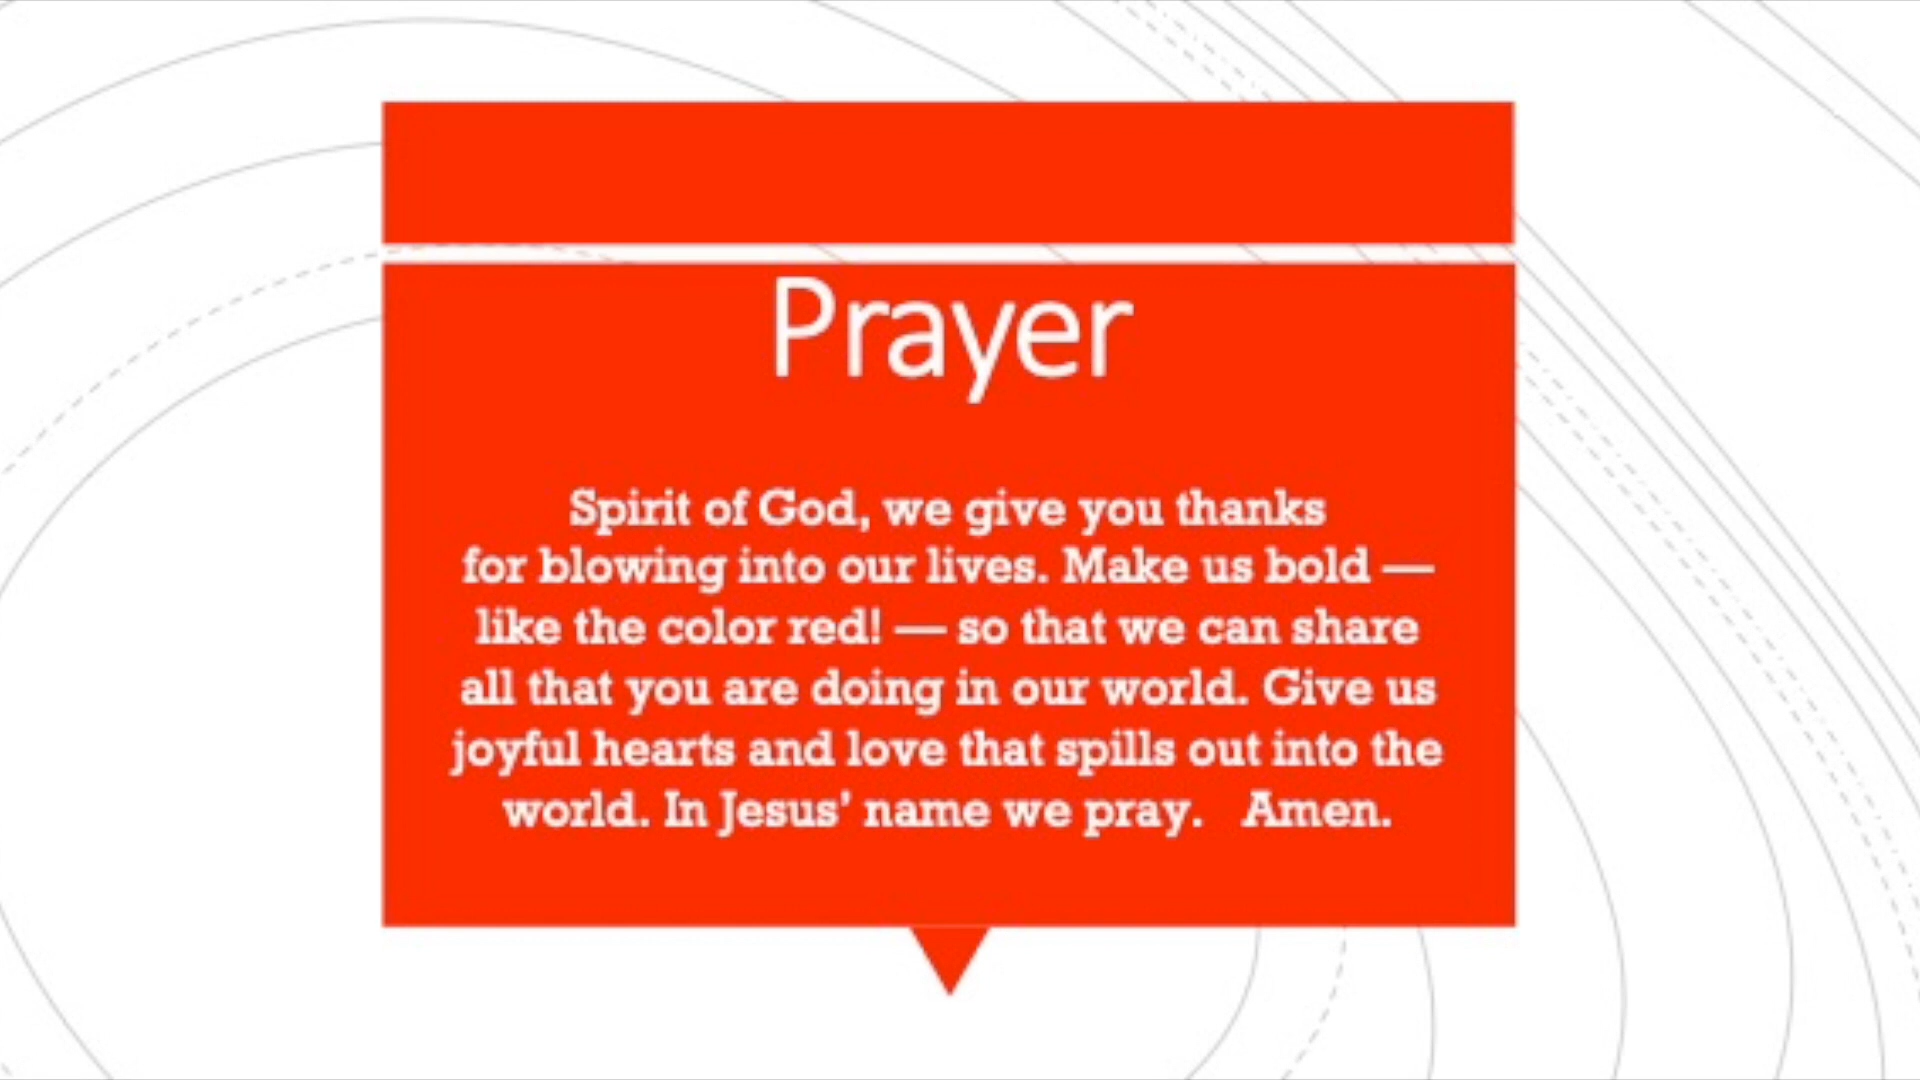 Prayer
Spirit of God, we give you thanks
for blowing into our lives. Make us bold —
like the color red! — so that we can share
all that you are doing in our world. Give us
joyful hearts and love that spills out into the
world. In Jesus’ name we pray.   Amen.